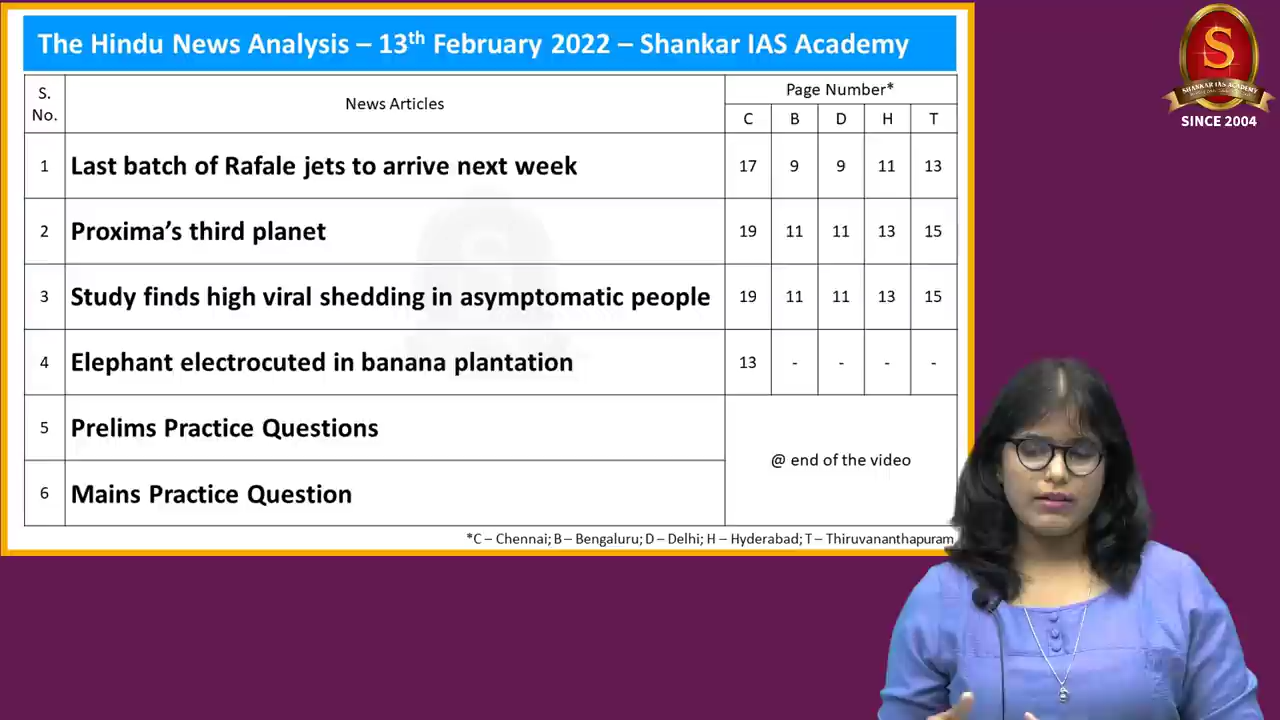 The Hindu News Analysis – 13th February 2022 – Shankar IAS Academy
S. No.
News Articles
Page Number*
C B D H T
1 Last batch of Rafale jets to arrive next week 17 9 9 11 13
2 Proxima's third planet 19 11 11 13 15
3 Study finds high viral shedding in asymptomatic people 19 11 11 13 15
4 Elephant electrocuted in banana plantation 13 - - - -
5 Prelims Practice Questions
@ end of the video
6 Mains Practice Question
*C – Chennai; B – Bengaluru; D – Delhi; H – Hyderabad; T – Thiruvananthapuram
S
SHANKAR IAS ACADEMY
SINCE 2004